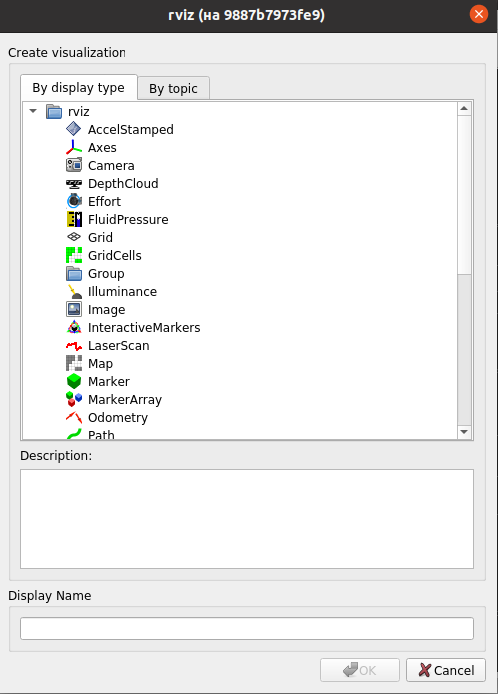 rviz (на 9887b7973fe9)
Create visualization
By display type
By topic
rviz
AccelStamped
Axes
Camera
DepthCloud
Effort
FluidPressure
Grid
GridCells
Group
Illuminance
Image
InteractiveMarkers
LaserScan
Map
Marker
MarkerArray
Odometry
Path
Description:
Display Name
OK
Cancel